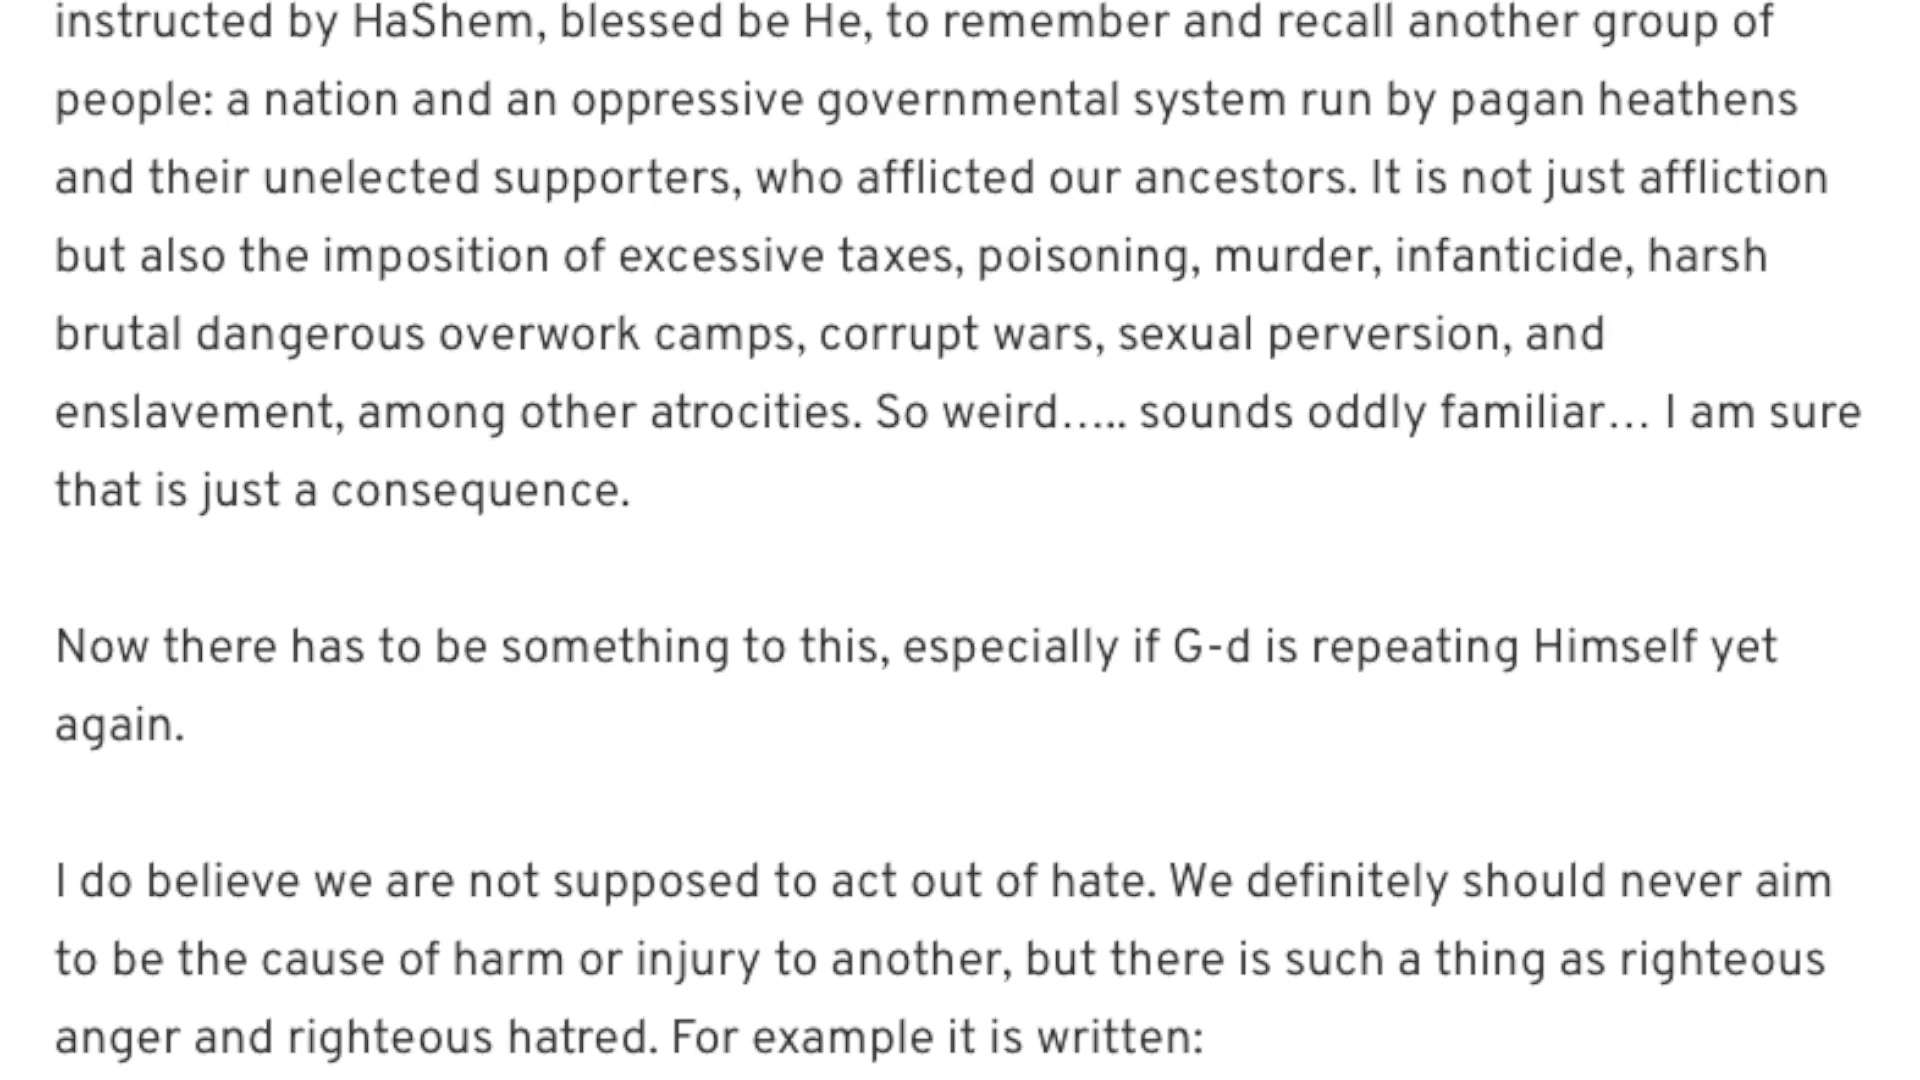 instructed by HaShem, blessed be He, to remember and recall another group of
people: a nation and an oppressive governmental system run by pagan heathens
and their unelected supporters, who afflicted our ancestors. It is not just affliction
but also the imposition of excessive taxes, poisoning, murder, infanticide, harsh
brutal dangerous overwork camps, corrupt wars, sexual perversion, and
enslavement, among other atrocities. So weird..... sounds oddly familiar... I am sure
that is just a consequence.
Now there has to be something to this, especially if G-d is repeating Himself yet
again.
I do believe we are not supposed to act out of hate. We definitely should never aim
to be the cause of harm or injury to another, but there is such a thing as righteous
anger and righteous hatred. For example it is written: